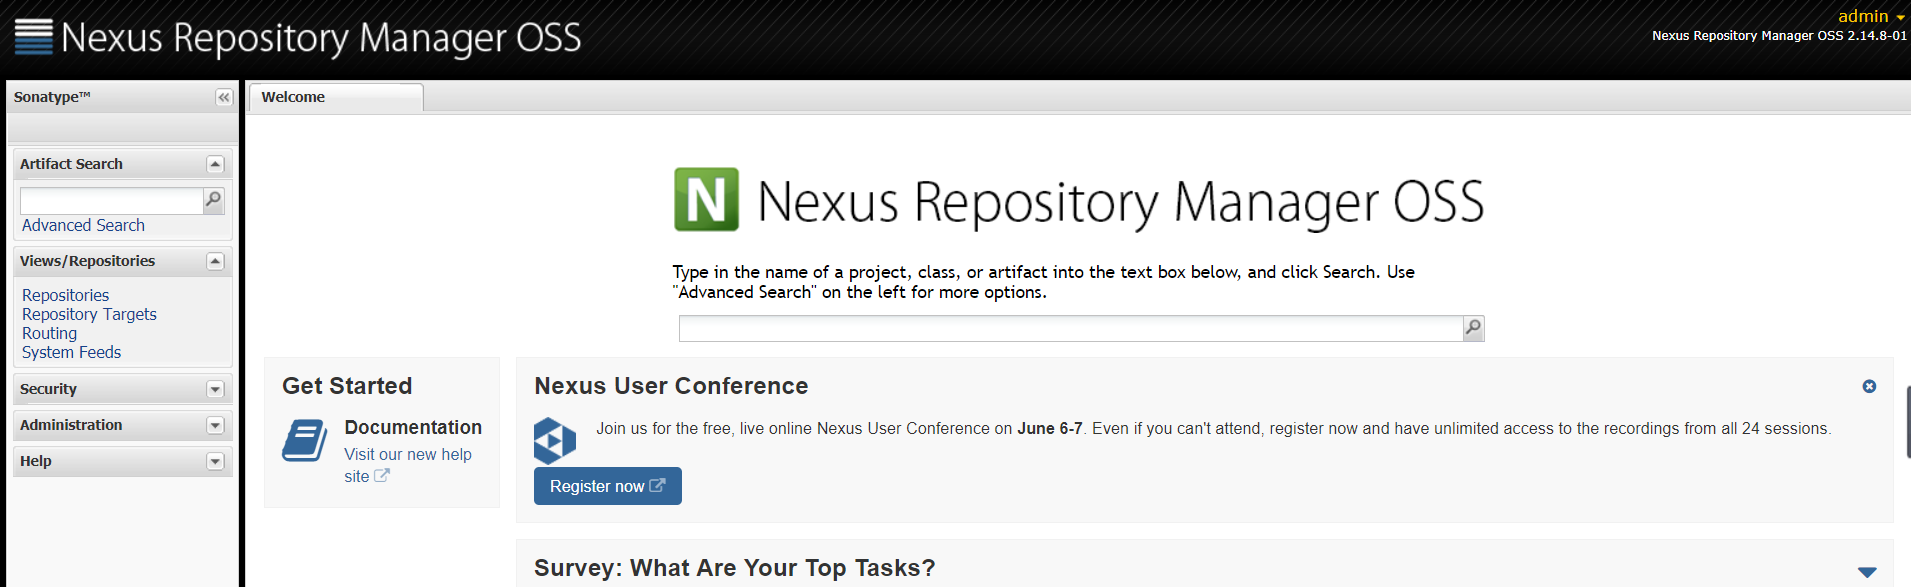 Nexus Repository Manager OSS
admin
Nexus Repository Manager OSS 2.14.8-01
Sonatype™
Welcome
Artifact Search
Advanced Search
Views/Repositories
Repositories
Repository Targets
Routing
System Feeds
Security
Administration
Help
N Nexus Repository Manager OSS
Type in the name of a project, class, or artifact into the text box below, and click Search. Use
"Advanced Search" on the left for more options.
Get Started
Documentation
Visit our new help
site
Nexus User Conference
Join us for the free, live online Nexus User Conference on June 6-7. Even if you can't attend, register now and have unlimited access to the recordings from all 24 sessions.
Register now
Survey: What Are Your Top Tasks?